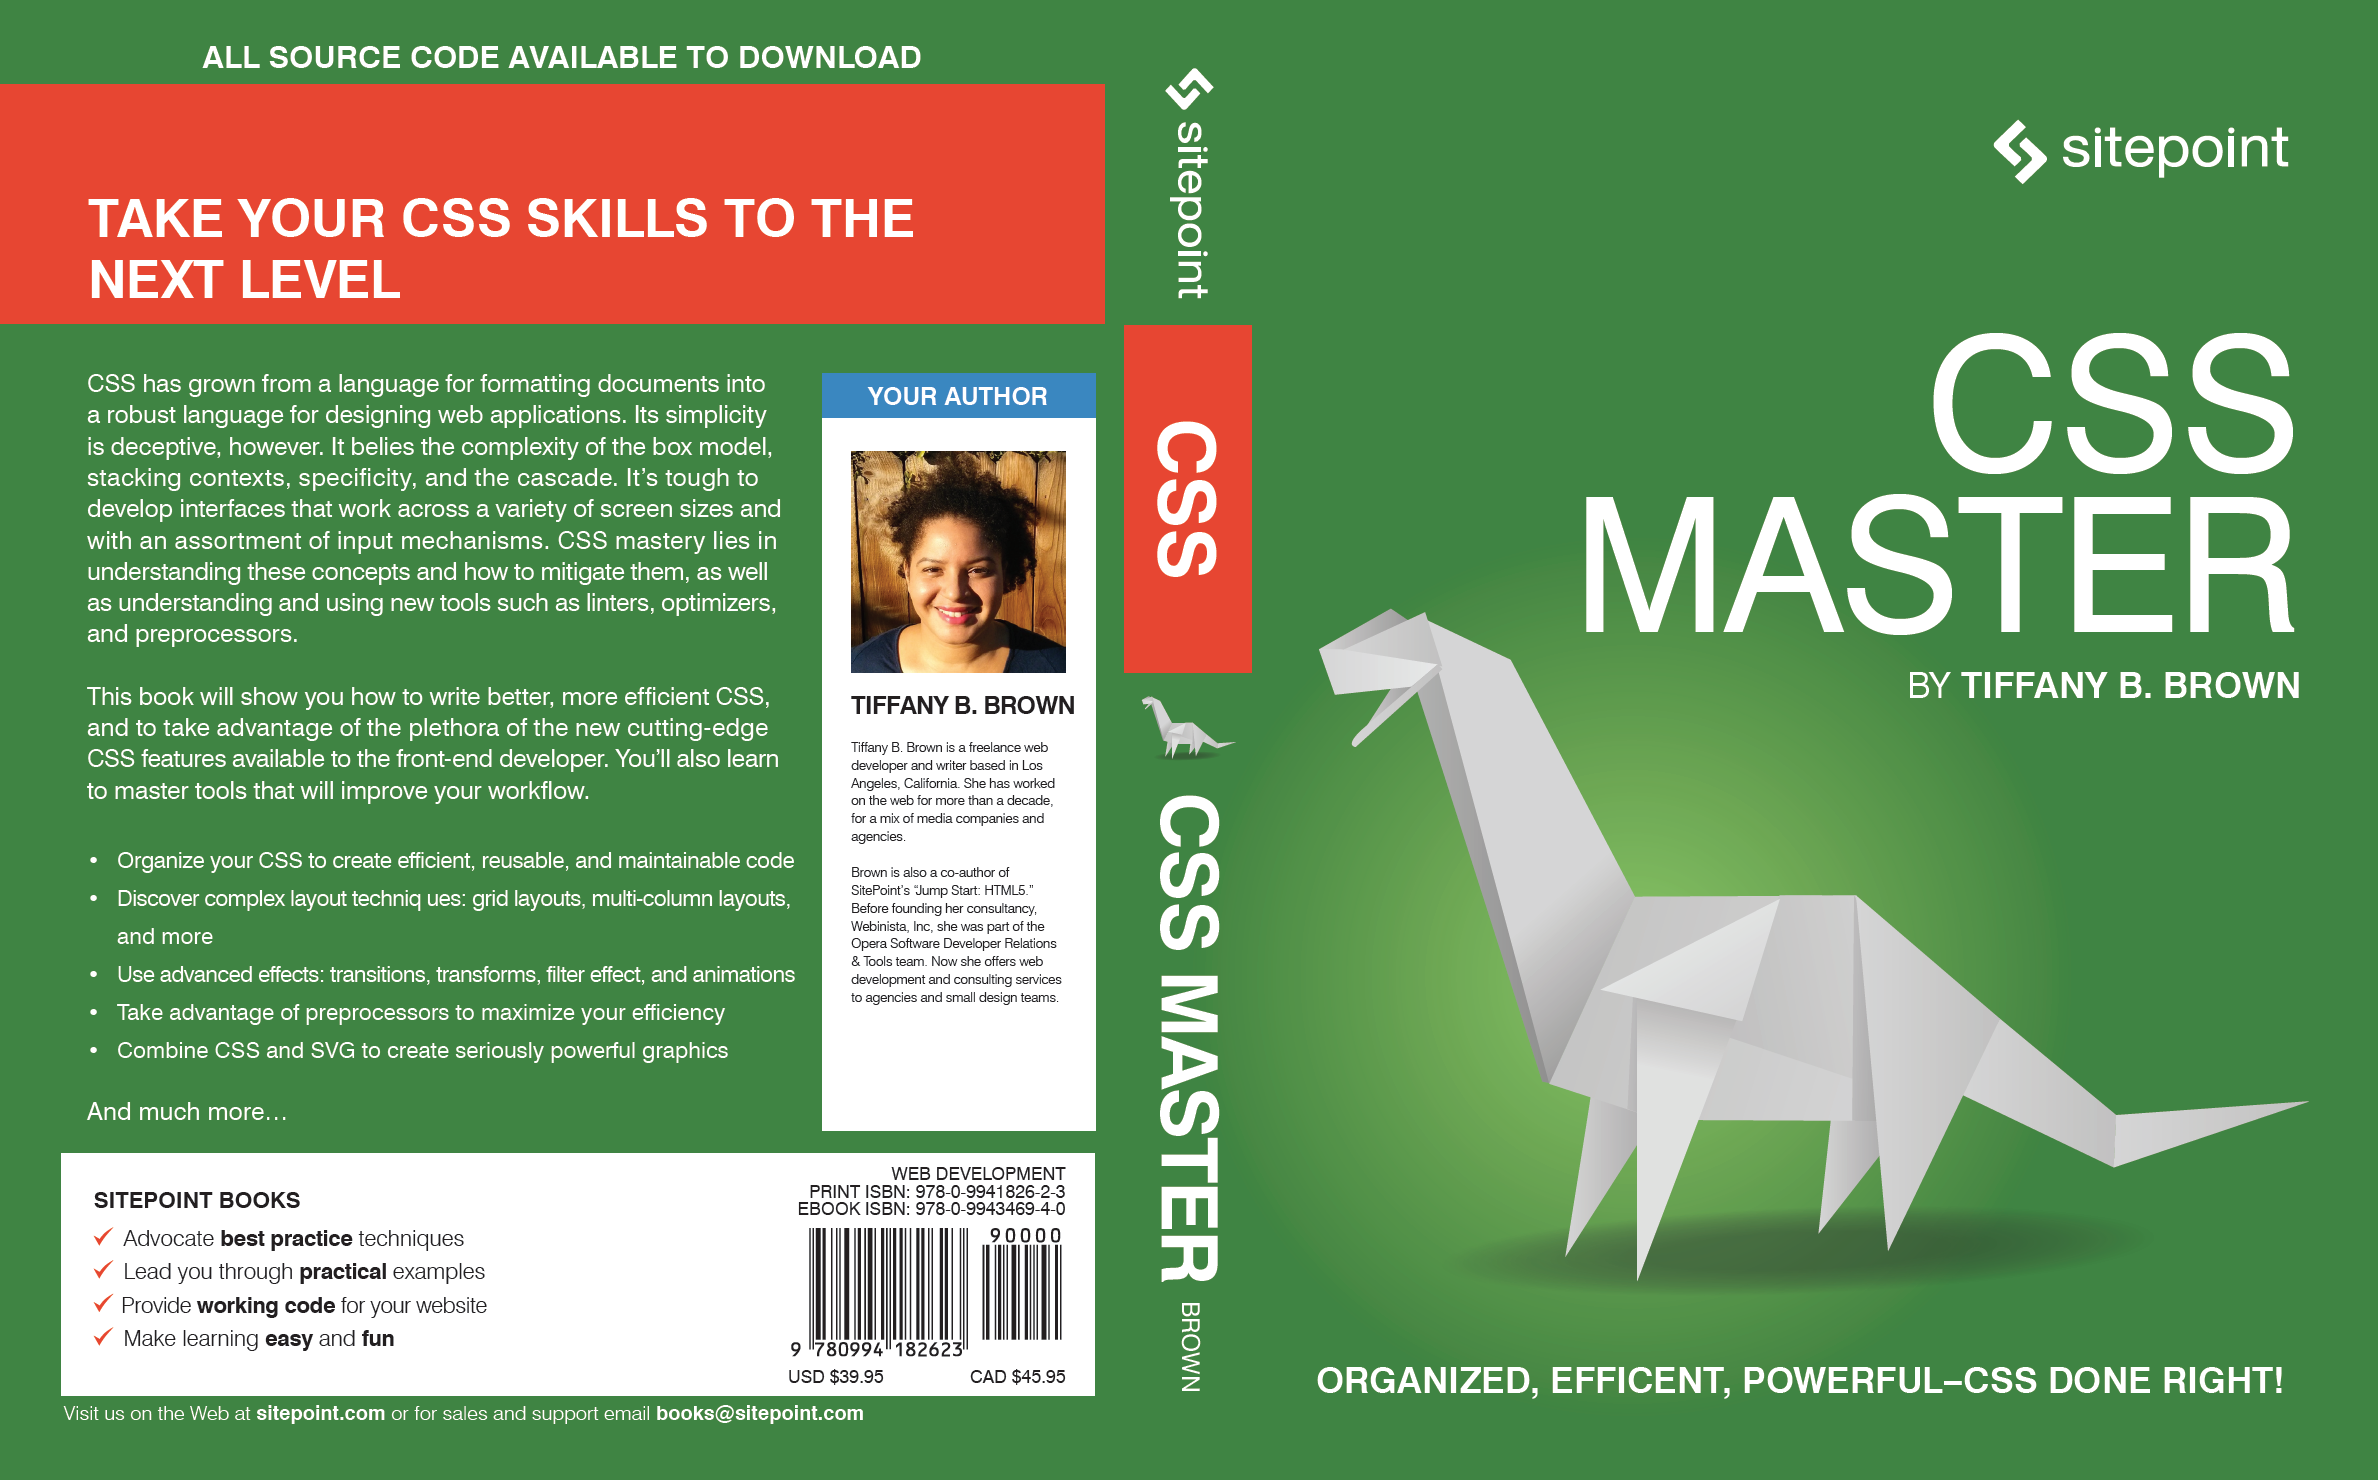 ALL SOURCE CODE AVAILABLE TO DOWNLOAD
TAKE YOUR CSS SKILLS TO THE
NEXT LEVEL
CSS has grown from a language for formatting documents into
a robust language for designing web applications. Its simplicity
is deceptive, however. It belies the complexity of the box model,
stacking contexts, specificity, and the cascade. It’s tough to
develop interfaces that work across a variety of screen sizes and
with an assortment of input mechanisms. CSS mastery lies in
understanding these concepts and how to mitigate them, as well
as understanding and using new tools such as linters, optimizers,
and preprocessors.
This book will show you how to write better, more efficient CSS,
and to take advantage of the plethora of the new cutting-edge
CSS features available to the front-end developer. You’ll also learn
to master tools that will improve your workflow.
• Organize your CSS to create efficient, reusable, and maintainable code
• Discover complex layout techniq ues: grid layouts, multi-column layouts,
and more
• Use advanced effects: transitions, transforms, filter effect, and animations
• Take advantage of preprocessors to maximize your efficiency
• Combine CSS and SVG to create seriously powerful graphics
And much more…
YOUR AUTHOR
TIFFANY B. BROWN
Tiffany B. Brown is a freelance web
developer and writer based in Los
Angeles, California. She has worked
on the web for more than a decade,
for a mix of media companies and
agencies.
Brown is also a co-author of
SitePoint’s “Jump Start: HTML5.”
Before founding her consultancy,
Webinista, Inc, she was part of the
Opera Software Developer Relations
& Tools team. Now she offers web
development and consulting services
to agencies and small design teams.
SITEPOINT BOOKS
Advocate best practice techniques
Lead you through practical examples
Provide working code for your website
Make learning easy and fun
WEB DEVELOPMENT
PRINT ISBN: 978-0-9941826-2-3
EBOOK ISBN: 978-0-9943469-4-0
90000
9 780994 182623
USD $39.95 CAD $45.95
Visit us on the Web at sitepoint.com or for sales and support email books@sitepoint.com
sitepoint
CSS
CSS MASTER
BROWN
sitepoint
CSS
MASTER
BY TIFFANY B. BROWN
ORGANIZED, EFFICENT, POWERFUL–CSS DONE RIGHT!